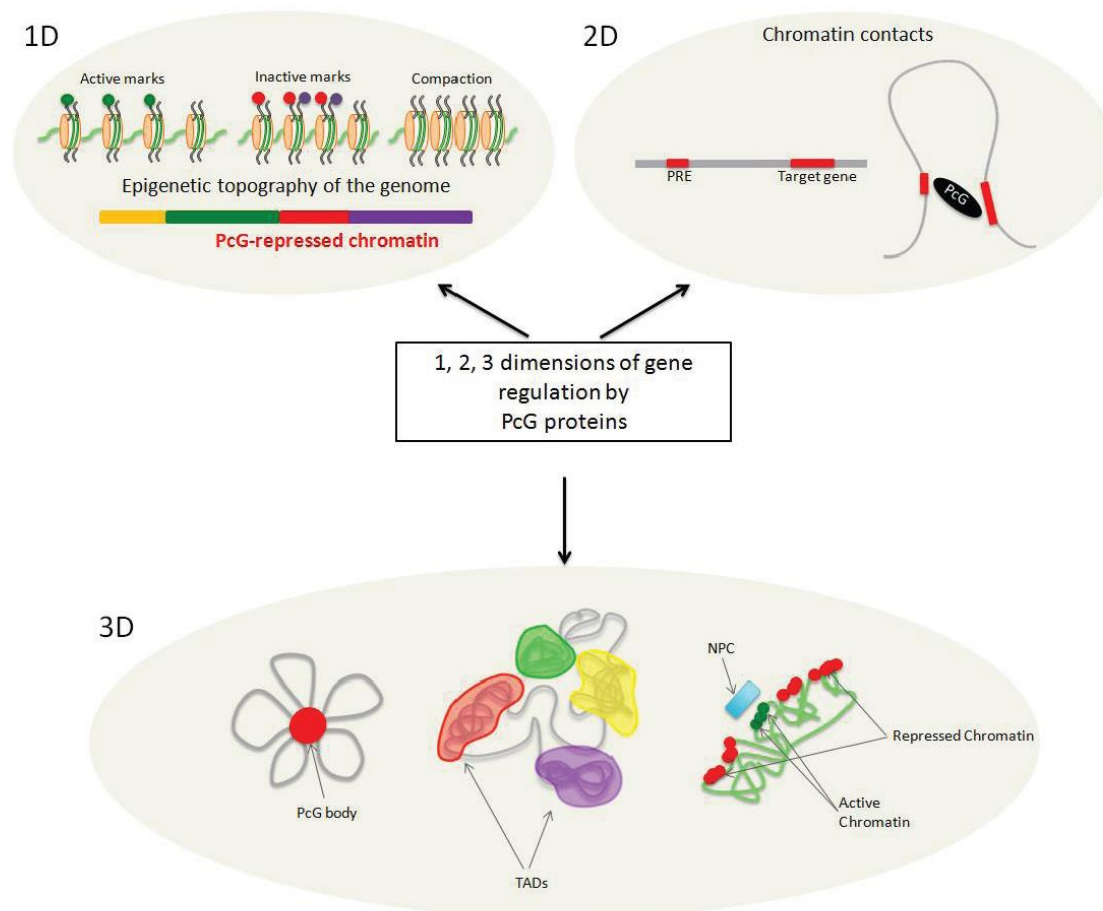 1D
Active marks
Inactive marks
Compaction
Epigenetic topography of the genome
PcG-repressed chromatin
2D
Chromatin contacts
PRE
Target gene
PcG
1, 2, 3 dimensions of gene
regulation by
PcG proteins
3D
PcG body
TADs
NPC
Repressed Chromatin
Active
Chromatin